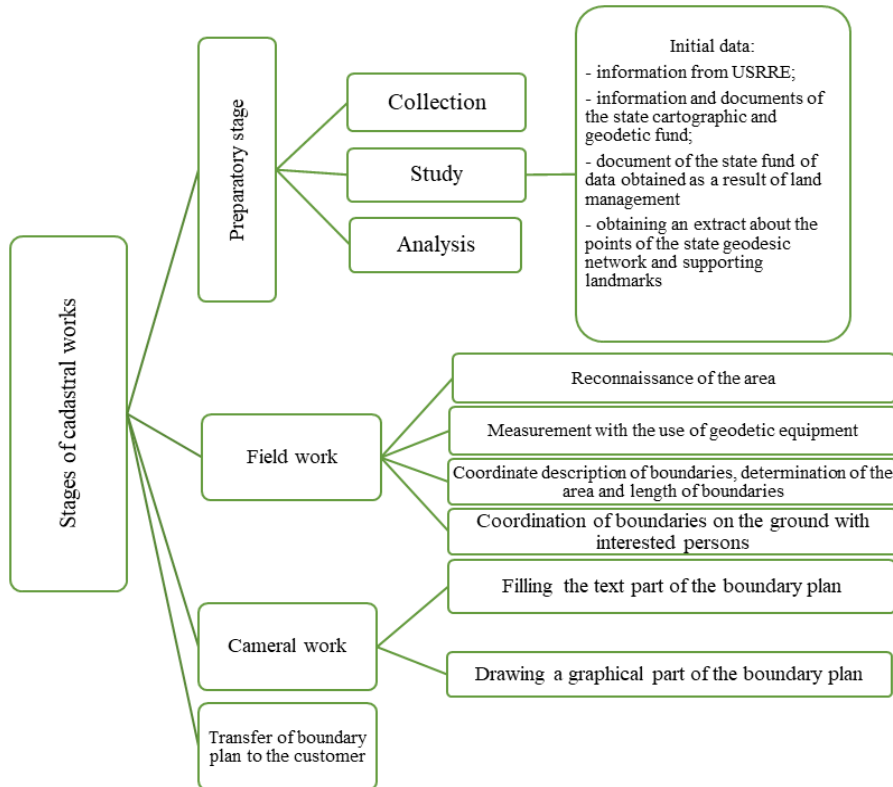 Stages of cadastral works
Preparatory stage
Collection
Study
Analysis
Initial data:
- information from USRRE;
- information and documents of
the state cartographic and
geodetic fund;
- document of the state fund of
data obtained as a result of land
management
- obtaining an extract about the
points of the state geodesic
network and supporting
landmarks
Field work
Reconnaissance of the area
Measurement with the use of geodetic equipment
Coordinate description of boundaries, determination of the
area and length of boundaries
Coordination of boundaries on the ground with
interested persons
Cameral work
Filling the text part of the boundary plan
Drawing a graphical part of the boundary plan
Transfer of boundary
plan to the customer